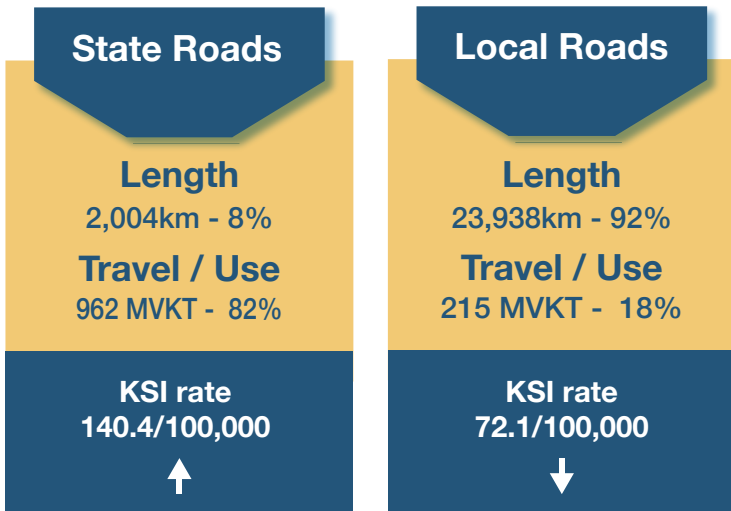 State Roads
Length
2,004km - 8%
Travel / Use
962 MVKT - 82%
KSI rate
140.4/100,000
Local Roads
Length
23,938km - 92%
Travel / Use
215 MVKT - 18%
KSI rate
72.1/100,000